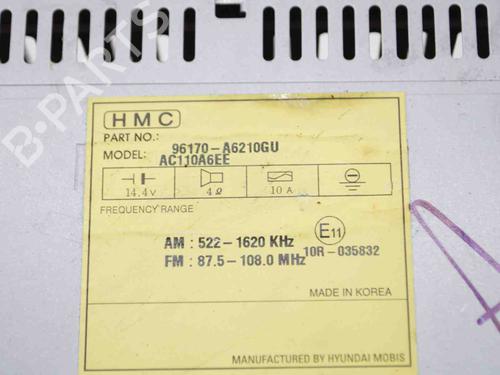 B-PARTS
HMC
PART NO.: 96170-A6210GU
MODEL: AC110A6EE
14.4v 4Ω 10 A
FREQUENCY RANGE
AM : 522-1620 KHz E11
FM : 87.5-108.0 MHz 10R-035832
MADE IN KOREA
MANUFACTURED BY HYUNDAI MOBIS